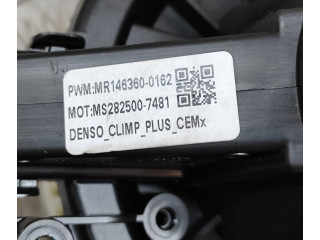 PWM:MR146360-0162
MOT:MS282500-7481
DENSO_CLIMP_PLUS_CEMx